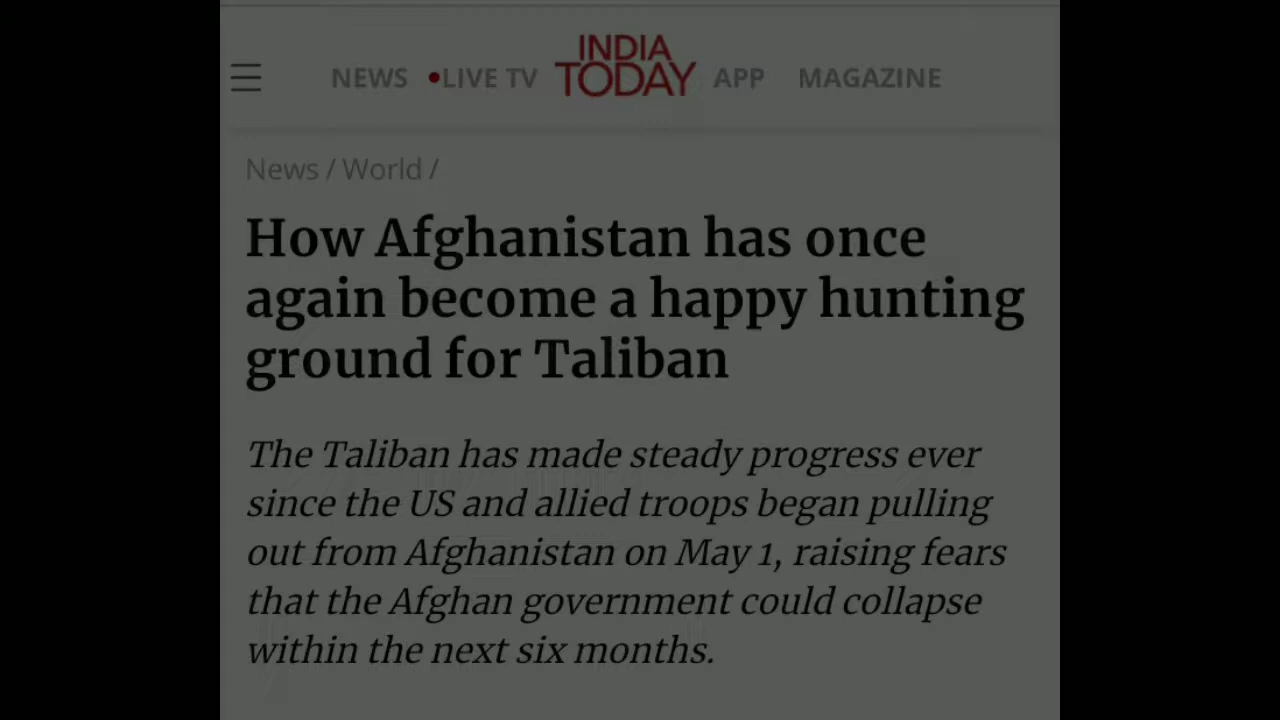 NEWS •LIVE TV INDIA TODAY APP MAGAZINE
News / World /
How Afghanistan has once
again become a happy hunting
ground for Taliban
The Taliban has made steady progress ever
since the US and allied troops began pulling
out from Afghanistan on May 1, raising fears
that the Afghan government could collapse
within the next six months.